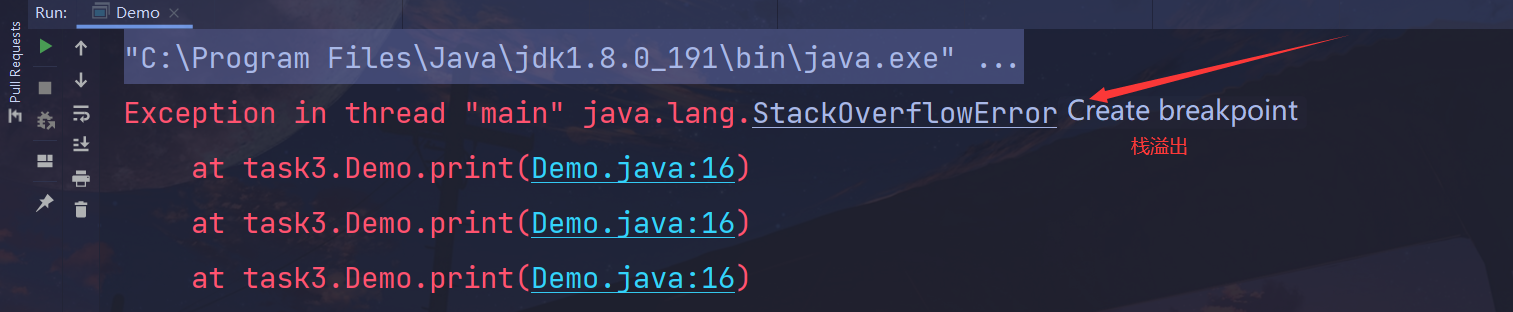 Run: Demo
Pull Requests
"C:\Program Files\Java\jdk1.8.0_191\bin\java.exe" ...
Exception in thread "main" java.lang.StackOverflowError Create breakpoint
栈溢出
at task3.Demo.print(Demo.java:16)
at task3.Demo.print(Demo.java:16)
at task3.Demo.print(Demo.java:16)